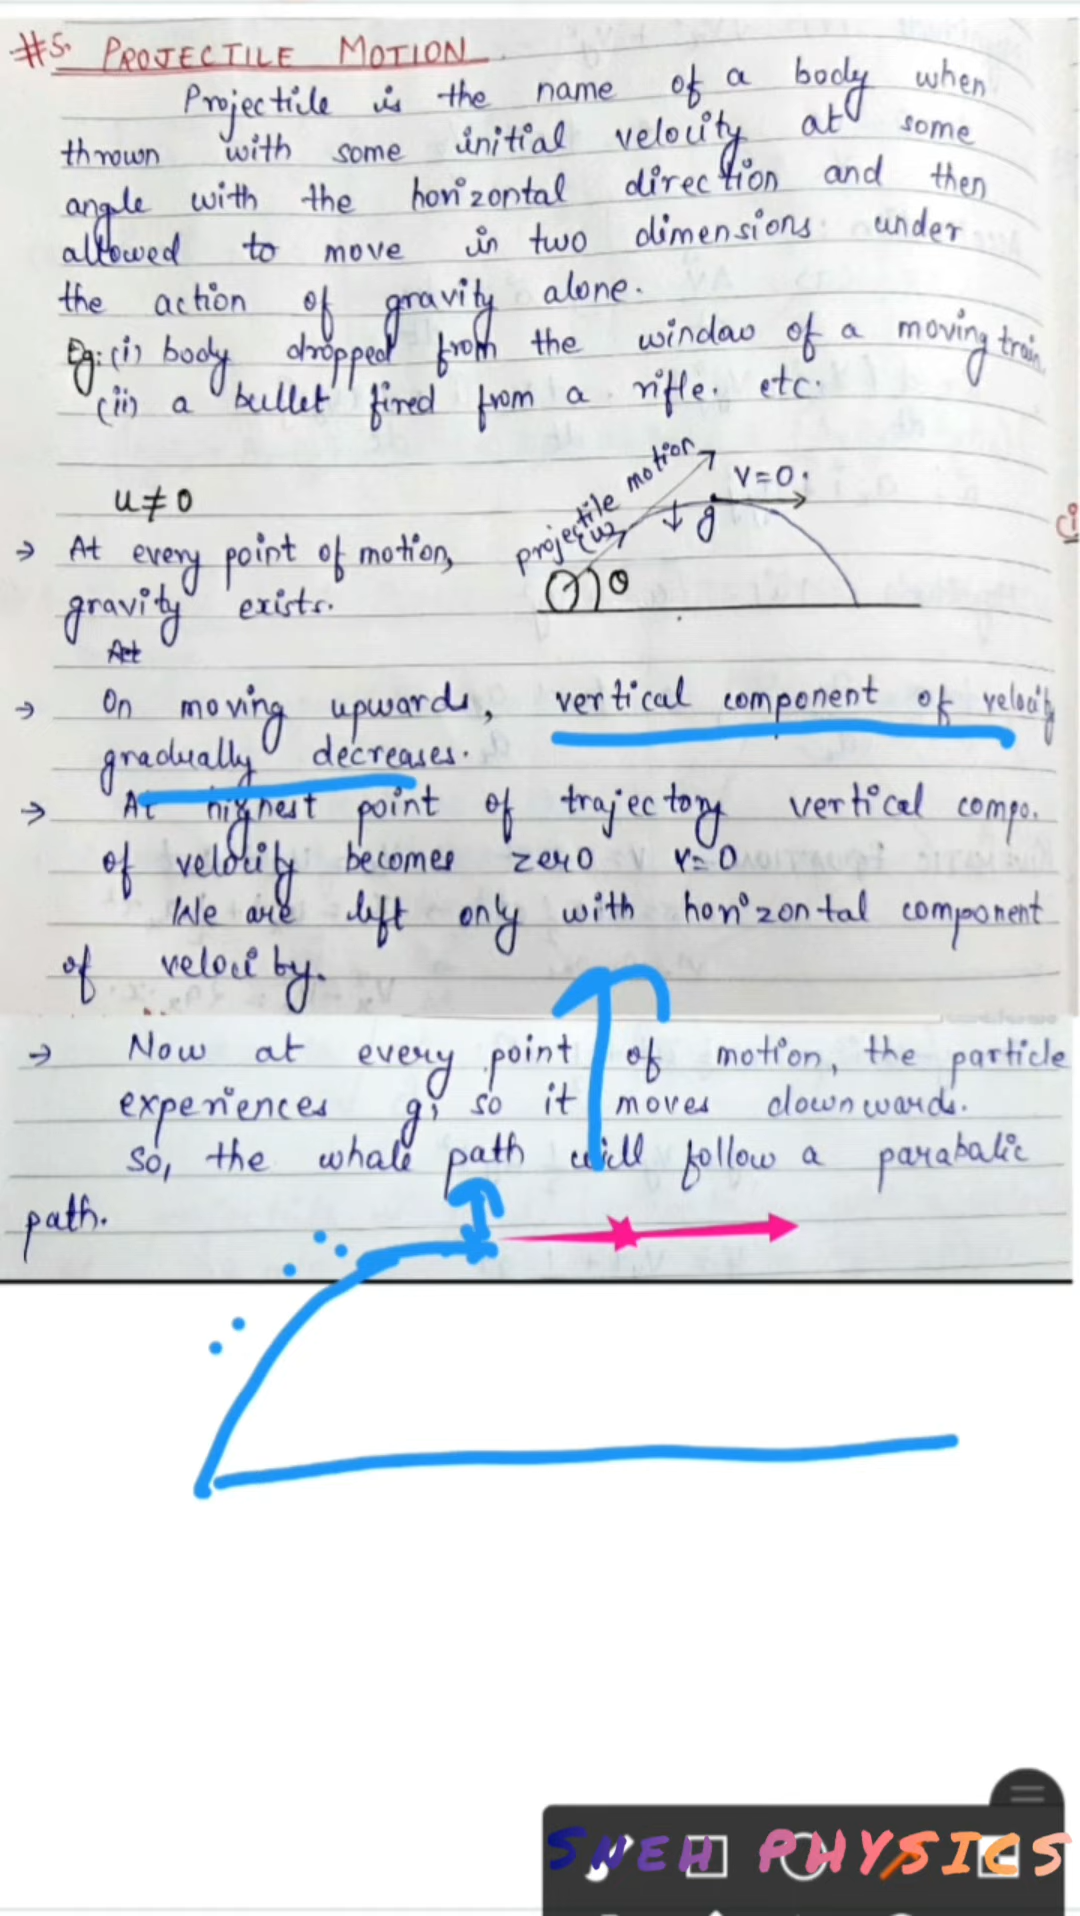 #5. PROJECTILE MOTION
Projectile is the name of a body when
thrown with some initial velocity at some
angle with the horizontal direction and then
allowed to move in two dimensions under
the action of gravity alone.
Eg: (i) body dropped from the window of a moving train
(ii) a bullet fired from a rifle. etc.
projectile motion
(u)
V=0.
g
θ
u≠0
→ At every point of motion,
gravity exists.
→ On moving upwards, vertical component of velocity
gradually decreases.
→ At highest point of trajectory vertical compo.
of velocity becomes zero v=0
We are left only with horizontal component
of velocity.
→ Now at every point of motion, the particle
experiences g, so it moves downwards.
So, the whole path will follow a parabolic
path.
(i
SNEH PHYSICS